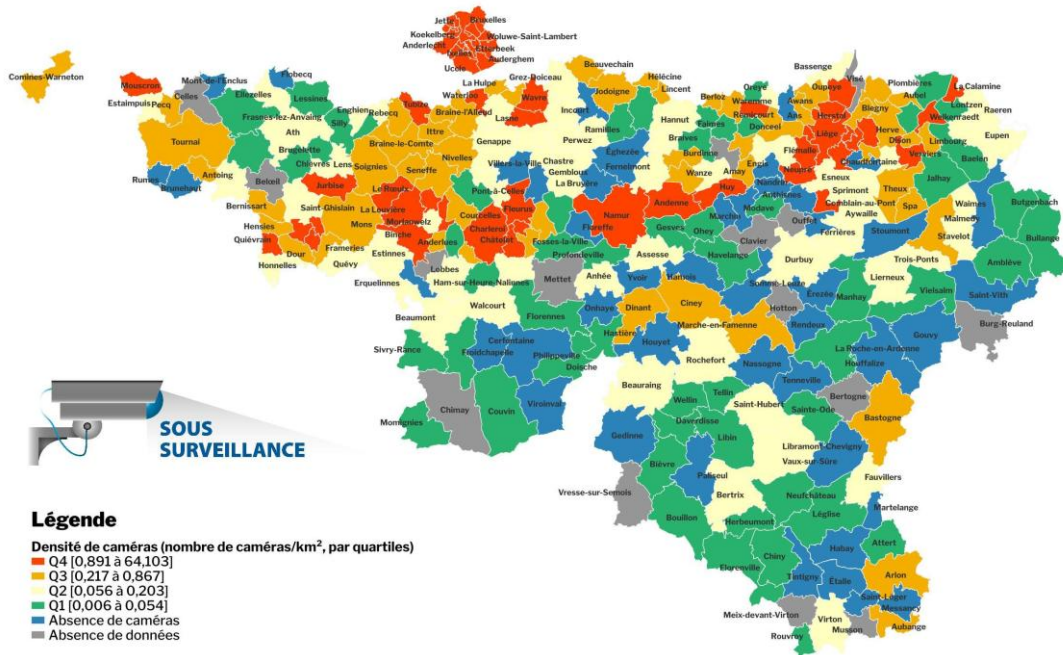 Jette
Bruxelles
Koekelberg
Woluwe-Saint-Lambert
Anderlecht
Ixelles
Etterbeek
Auderghem
Uccle
Comines-Warneton
Mouscron
Mont-de-l'Enclus
Flobecq
Celles
Estaimpuis
Pecq
Ellezelles
Lessines
Enghien
Rebecq
Tubize
Waterloo
La Hulpe
Grez-Doiceau
Wavre
Beauvechain
Jodoigne
Hélécine
Lincent
Berloz
Waremme
Oreye
Remicourt
Awans
Ans
Oupeye
Bassenge
Visé
Blegny
Plombières
Aubel
La Calamine
Lontzen
Welkenraedt
Raeren
Eupen
Frasnes-lez-Anvaing
Silly
Ath
Brugelette
Chièvres
Lens
Tournai
Antoing
Rumes
Brunehaut
Belœil
Braine-l'Alleud
Lasne
Ittre
Braine-le-Comte
Genappe
Nivelles
Soignies
Seneffe
Incourt
Ramillies
Perwez
Hannut
Braives
Faimes
Donceel
Herstal
Liège
Flémalle
Herve
Dison
Limbourg
Verviers
Baelen
Chastre
Villers-la-Ville
Gembloux
Éghezée
Fernelmont
La Bruyère
Burdinne
Wanze
Amay
Engis
Nandrin
Neupré
Chaudfontaine
Esneux
Sprimont
Theux
Jalhay
Jurbise
Le Rœulx
Pont-à-Celles
Bernissart
Saint-Ghislain
La Louvière
Morlanwelz
Mons
Binche
Hensies
Quiévrain
Dour
Frameries
Honnelles
Quévy
Estinnes
Anderlues
Courcelles
Fleurus
Charleroi
Châtelet
Namur
Andenne
Huy
Marchin
Modave
Anthisnes
Ouffet
Comblain-au-Pont
Aywaille
Ferrières
Spa
Waimes
Malmedy
Stavelot
Stoumont
Butgenbach
Bullange
Amblève
Floreffe
Fosses-la-Ville
Profondeville
Gesves
Ohey
Havelange
Clavier
Assesse
Lobbes
Erquelinnes
Ham-sur-Heure-Nalinnes
Mettet
Anhée
Yvoir
Hamois
Somme-Leuze
Durbuy
Trois-Ponts
Lierneux
Érezée
Manhay
Vielsalm
Saint-Vith
Burg-Reuland
Beaumont
Walcourt
Florennes
Onhaye
Dinant
Ciney
Hotton
Rendeux
Gouvy
Sivry-Rance
Cerfontaine
Froidchapelle
Philippeville
Hastière
Houyet
Marche-en-Famenne
La Roche-en-Ardenne
Houffalize
Doische
Rochefort
Nassogne
Tenneville
Beauraing
Chimay
Momignies
Couvin
Viroinval
Wellin
Tellin
Saint-Hubert
Daverdisse
Libin
Sainte-Ode
Bertogne
Bastogne
Gedinne
Bièvre
Paliseul
Libramont-Chevigny
Vaux-sur-Sûre
Fauvillers
Vresse-sur-Semois
Bertrix
Neufchâteau
Martelange
Bouillon
Herbeumont
Léglise
Attert
Habay
Chiny
Florenville
Tintigny
Étalle
Arlon
Saint-Léger
Messancy
Meix-devant-Virton
Virton
Musson
Aubange
Rouvroy
SOUS
SURVEILLANCE
Légende
Densité de caméras (nombre de caméras/km², par quartiles)
Q4 [0,891 à 64,103]
Q3 [0,217 à 0,867]
Q2 [0,056 à 0,203]
Q1 [0,006 à 0,054]
Absence de caméras
Absence de données